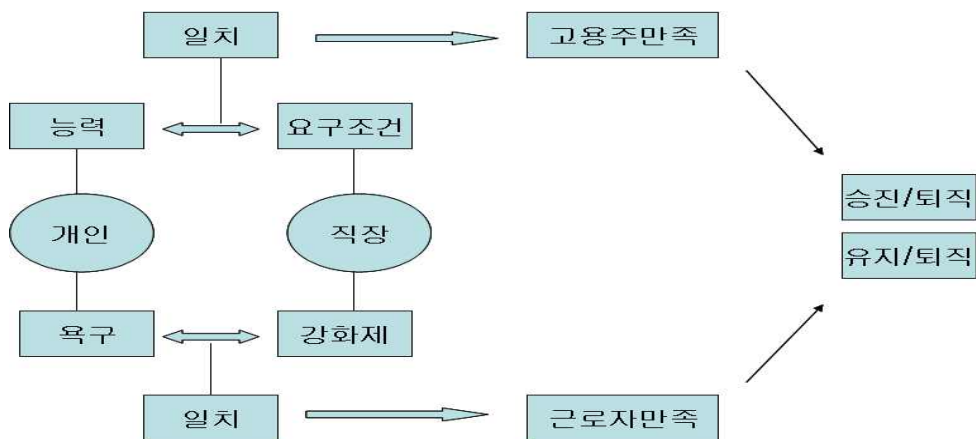 일치
고용주만족
능력
요구조건
승진/퇴직
개인
직장
유지/퇴직
욕구
강화제
일치
근로자만족